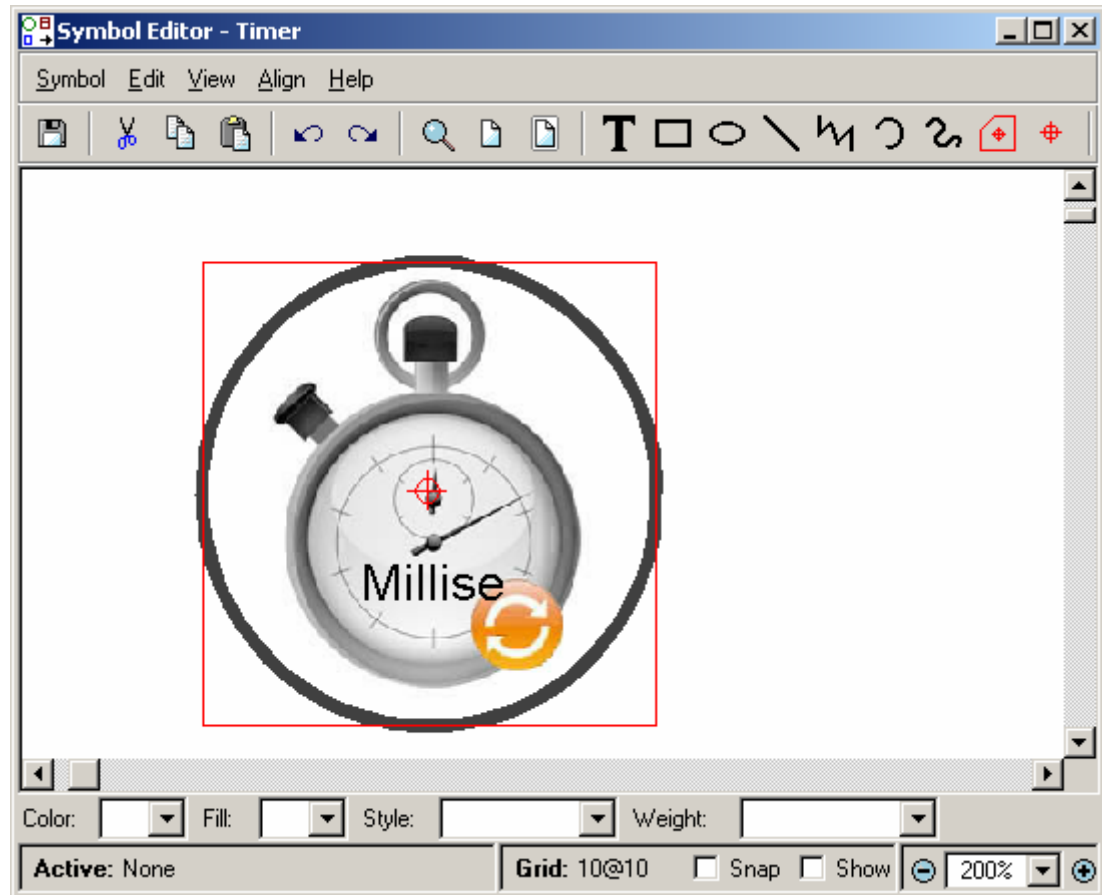 Symbol Editor - Timer
Symbol Edit View Align Help
T
Millise
Color: Fill: Style: Weight:
Active: None Grid: 10@10 Snap Show 200%